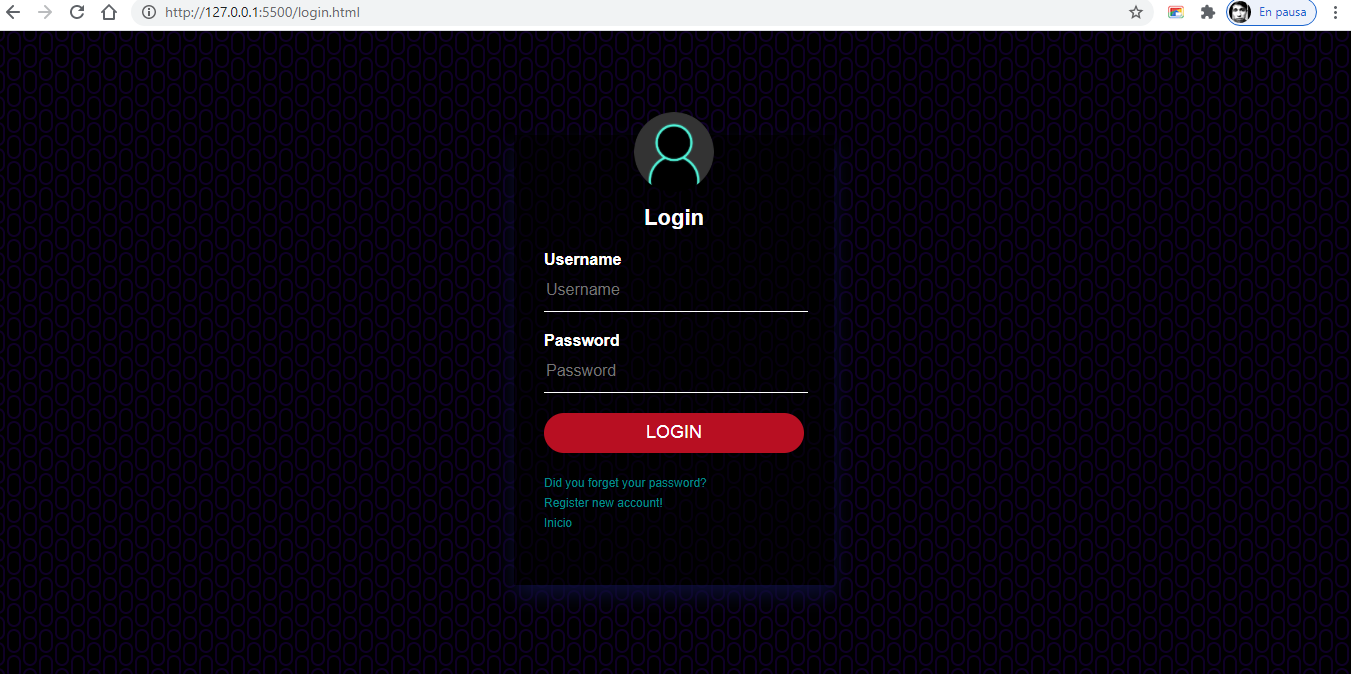 http://127.0.0.1:5500/login.html
En pausa
Login
Username
Username
Password
Password
LOGIN
Did you forget your password?
Register new account!
Inicio